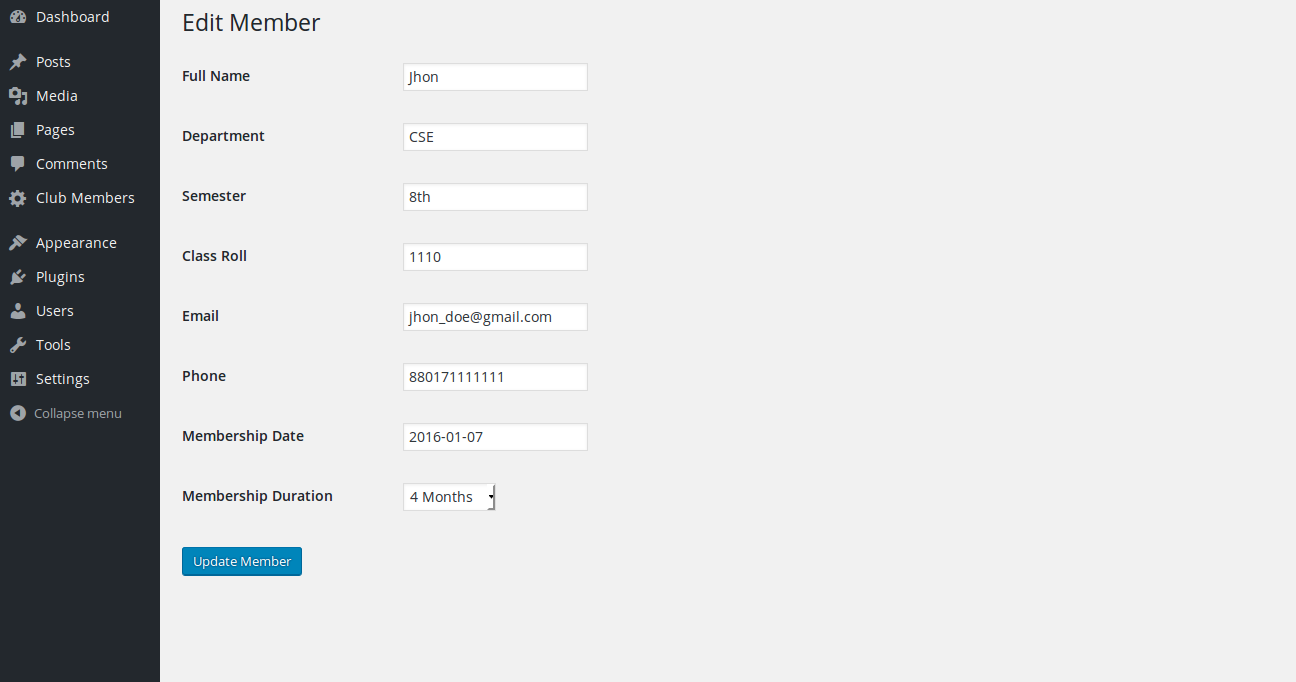 Dashboard
Posts
Media
Pages
Comments
Club Members
Appearance
Plugins
Users
Tools
Settings
Collapse menu
Edit Member
Full Name Jhon
Department CSE
Semester 8th
Class Roll 1110
Email jhon_doe@gmail.com
Phone 880171111111
Membership Date 2016-01-07
Membership Duration 4 Months
Update Member